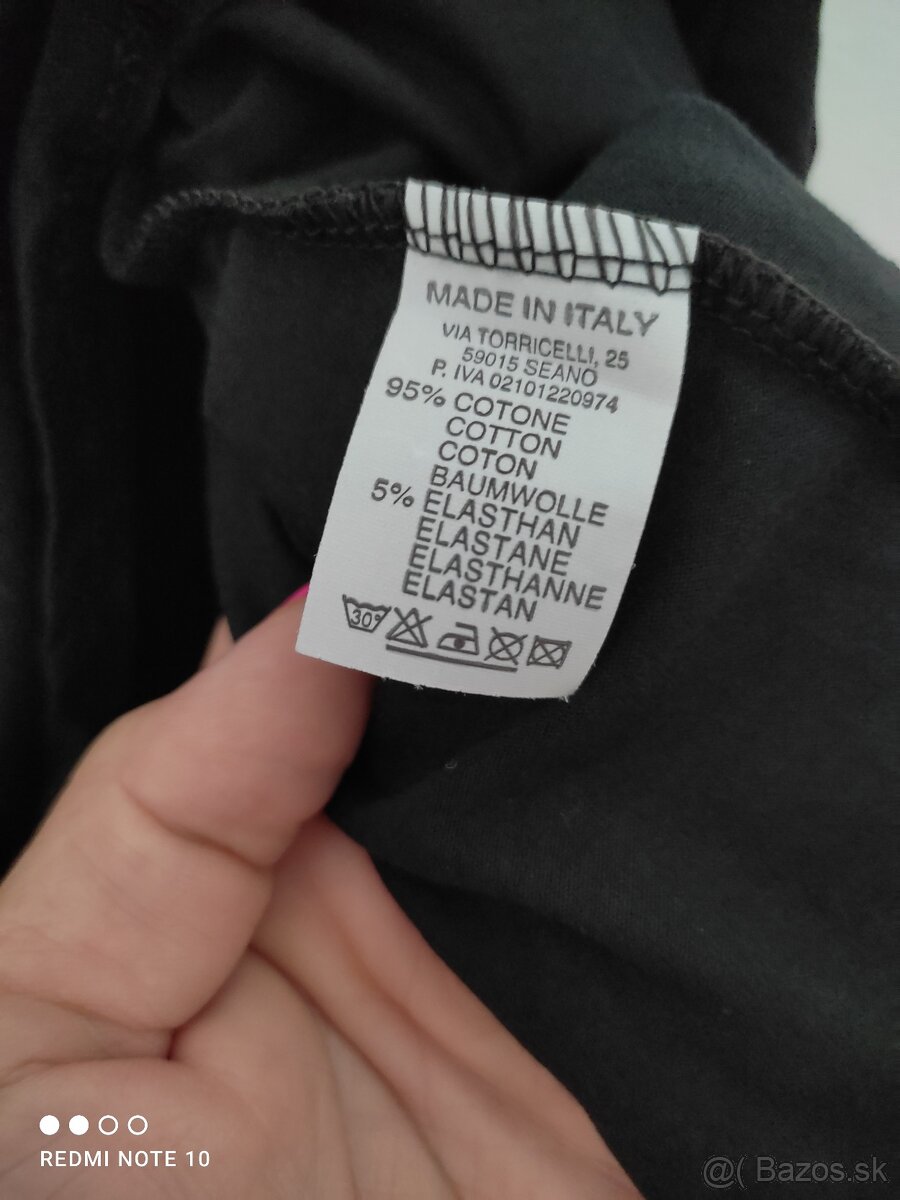 MADE IN ITALY
VIA TORRICELLI, 25
59015 SEANO
P. IVA 02101220974
95% COTONE
COTTON
COTON
BAUMWOLLE
5% ELASTHAN
ELASTANE
ELASTHANNE
ELASTAN
30°
REDMI NOTE 10
@( Bazos.sk